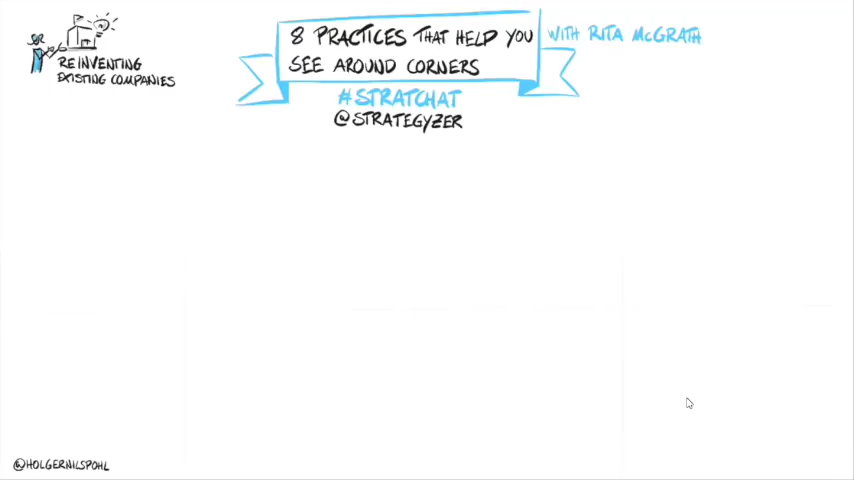 REINVENTING
EXISTING COMPANIES
8 PRACTICES THAT HELP YOU
SEE AROUND CORNERS
WITH RITA McGRATH
#STRATCHAT
@STRATEGYZER
@HOLGERNILSPOHL